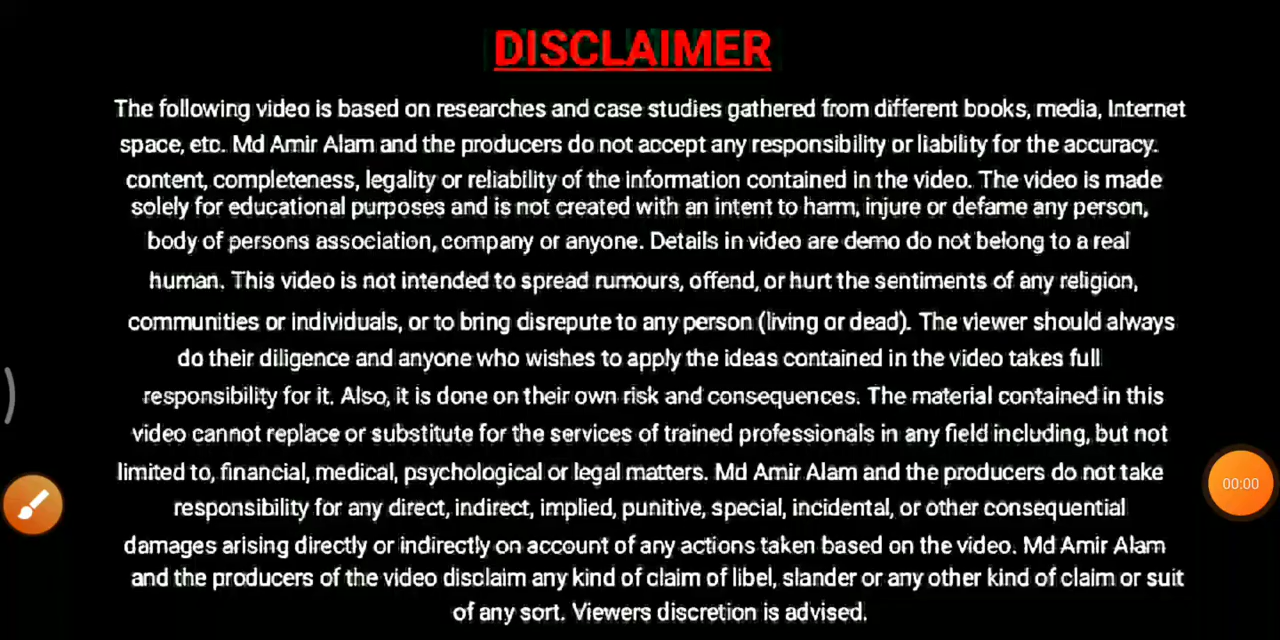 DISCLAIMER
The following video is based on researches and case studies gathered from different books, media, Internet
space, etc. Md Amir Alam and the producers do not accept any responsibility or liability for the accuracy.
content, completeness, legality or reliability of the information contained in the video. The video is made
solely for educational purposes and is not created with an intent to harm, injure or defame any person,
body of persons association, company or anyone. Details in video are demo do not belong to a real
human. This video is not intended to spread rumours, offend, or hurt the sentiments of any religion,
communities or individuals, or to bring disrepute to any person (living or dead). The viewer should always
do their diligence and anyone who wishes to apply the ideas contained in the video takes full
responsibility for it. Also, it is done on their own risk and consequences. The material contained in this
video cannot replace or substitute for the services of trained professionals in any field including, but not
limited to, financial, medical, psychological or legal matters. Md Amir Alam and the producers do not take
responsibility for any direct, indirect, implied, punitive, special, incidental, or other consequential
damages arising directly or indirectly on account of any actions taken based on the video. Md Amir Alam
and the producers of the video disclaim any kind of claim of libel, slander or any other kind of claim or suit
of any sort. Viewers discretion is advised.
00:00